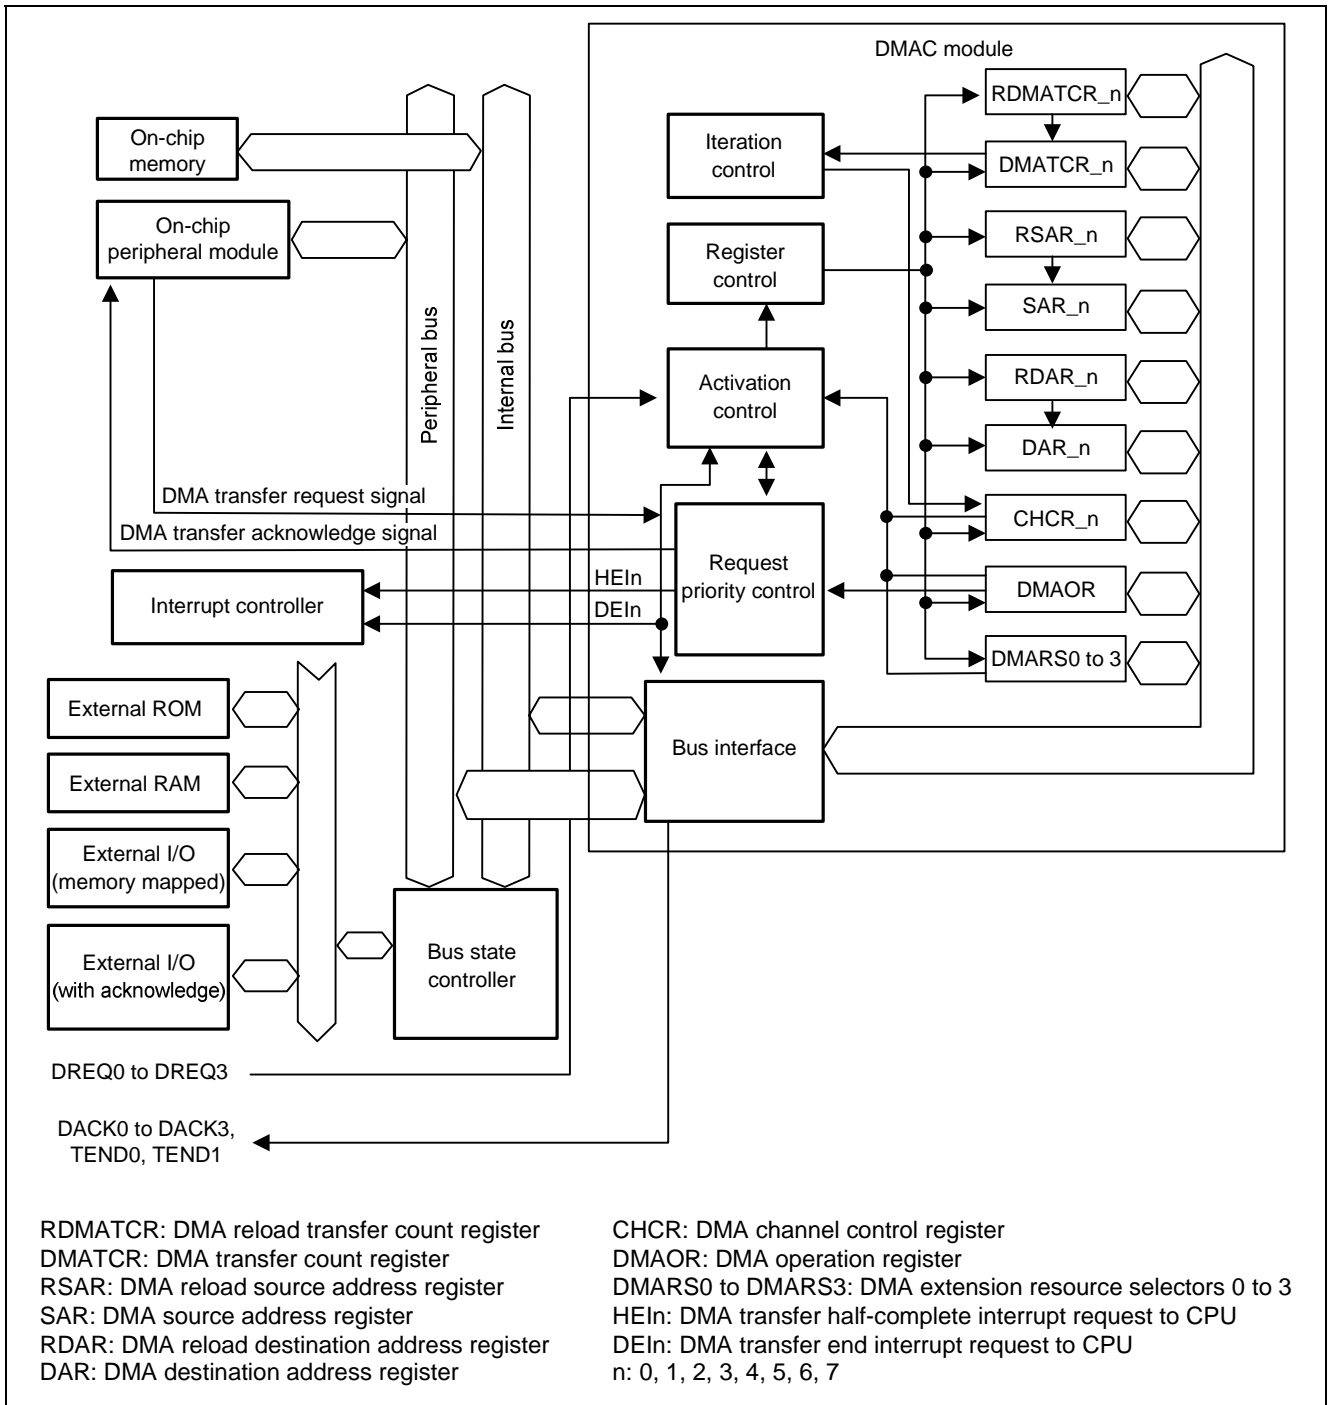 DMAC module
RDMATCR_n
On-chip
memory
Iteration
control
DMATCR_n
On-chip
peripheral module
Register
control
RSAR_n
SAR_n
Peripheral bus
Internal bus
Activation
control
RDAR_n
DAR_n
DMA transfer request signal
DMA transfer acknowledge signal
CHCR_n
Request
priority control
HEIn
DMAOR
Interrupt controller
DEIn
DMARS0 to 3
External ROM
Bus interface
External RAM
External I/O
(memory mapped)
Bus state
controller
External I/O
(with acknowledge)
DREQ0 to DREQ3
DACK0 to DACK3,
TEND0, TEND1
RDMATCR: DMA reload transfer count register
DMATCR: DMA transfer count register
RSAR: DMA reload source address register
SAR: DMA source address register
RDAR: DMA reload destination address register
DAR: DMA destination address register
CHCR: DMA channel control register
DMAOR: DMA operation register
DMARS0 to DMARS3: DMA extension resource selectors 0 to 3
HEIn: DMA transfer half-complete interrupt request to CPU
DEIn: DMA transfer end interrupt request to CPU
n: 0, 1, 2, 3, 4, 5, 6, 7